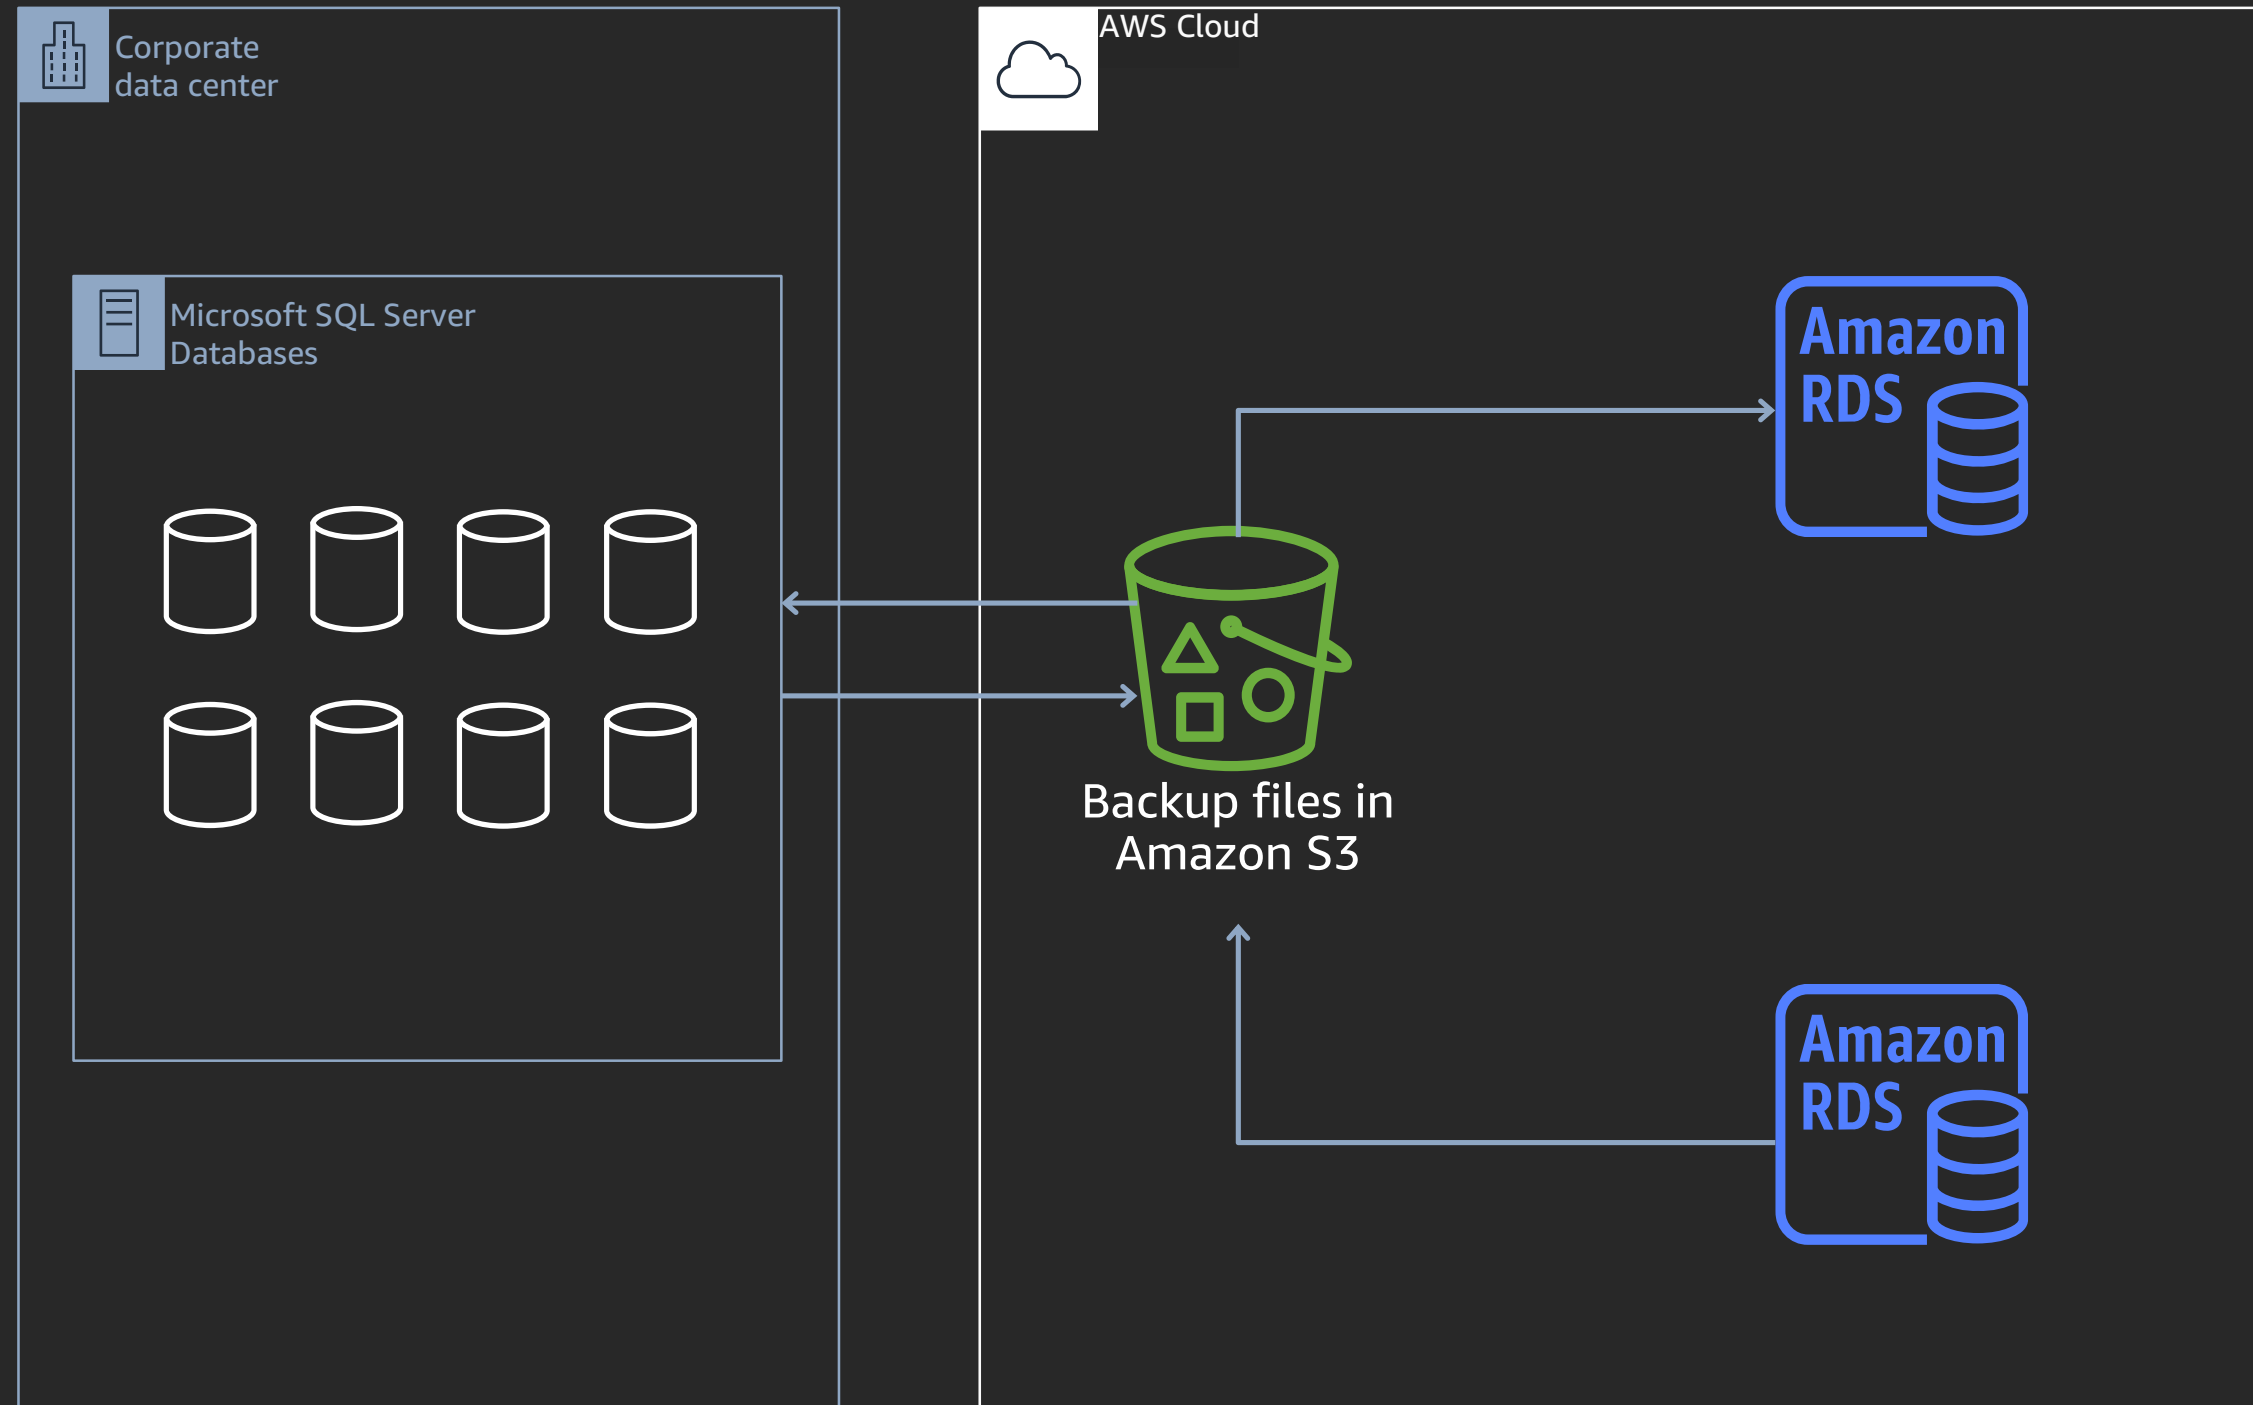 Corporate
data center
AWS Cloud
Microsoft SQL Server
Databases
Amazon
RDS
Backup files in
Amazon S3
Amazon
RDS